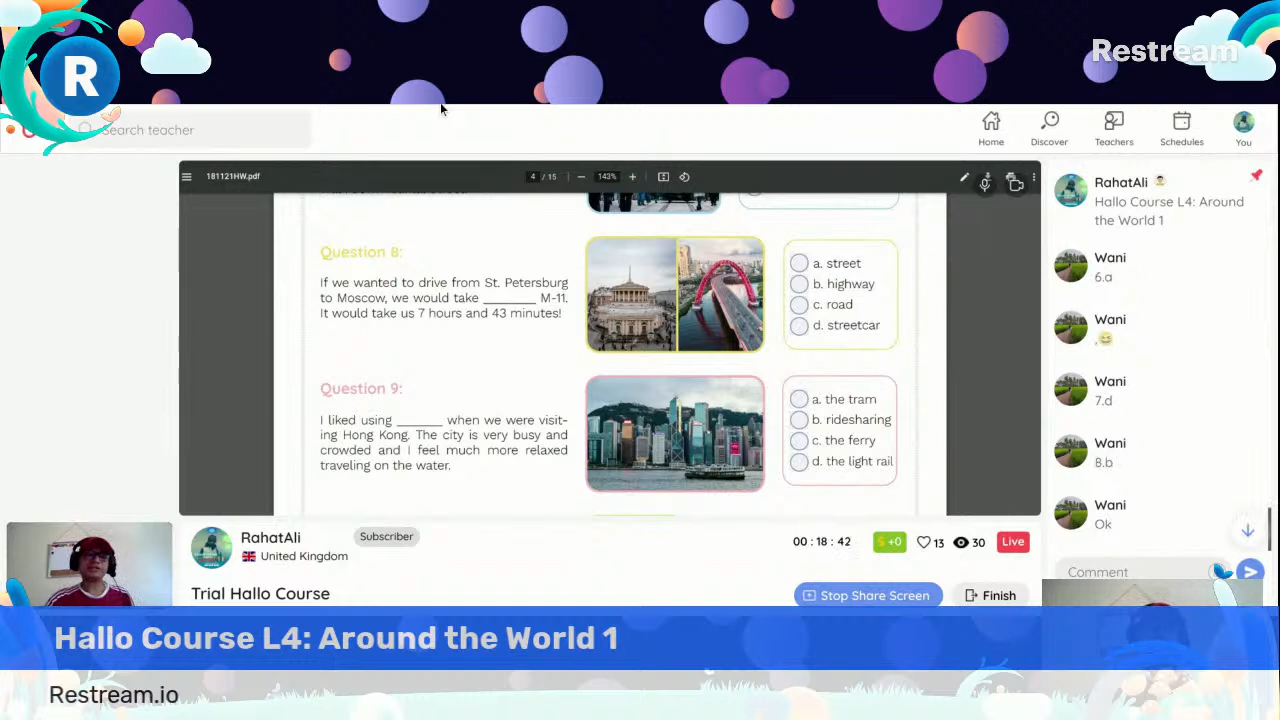 R
Restream
Search teacher
Home
Discover
Teachers
Schedules
You
181121HW.pdf
4 / 15
143%
Question 8:
If we wanted to drive from St. Petersburg
to Moscow, we would take ________ M-11.
It would take us 7 hours and 43 minutes!
a. street
b. highway
c. road
d. streetcar
Question 9:
I liked using ______ when we were visit-
ing Hong Kong. The city is very busy and
crowded and I feel much more relaxed
traveling on the water.
a. the tram
b. ridesharing
c. the ferry
d. the light rail
RahatAli
Hallo Course L4: Around
the World 1
Wani
6.a
Wani
,😅
Wani
7.d
Wani
8.b
Wani
Ok
Comment
RahatAli
Subscriber
United Kingdom
00 : 18 : 42
$ +0
13
30
Live
Trial Hallo Course
Stop Share Screen
Finish
Hallo Course L4: Around the World 1
Restream.io